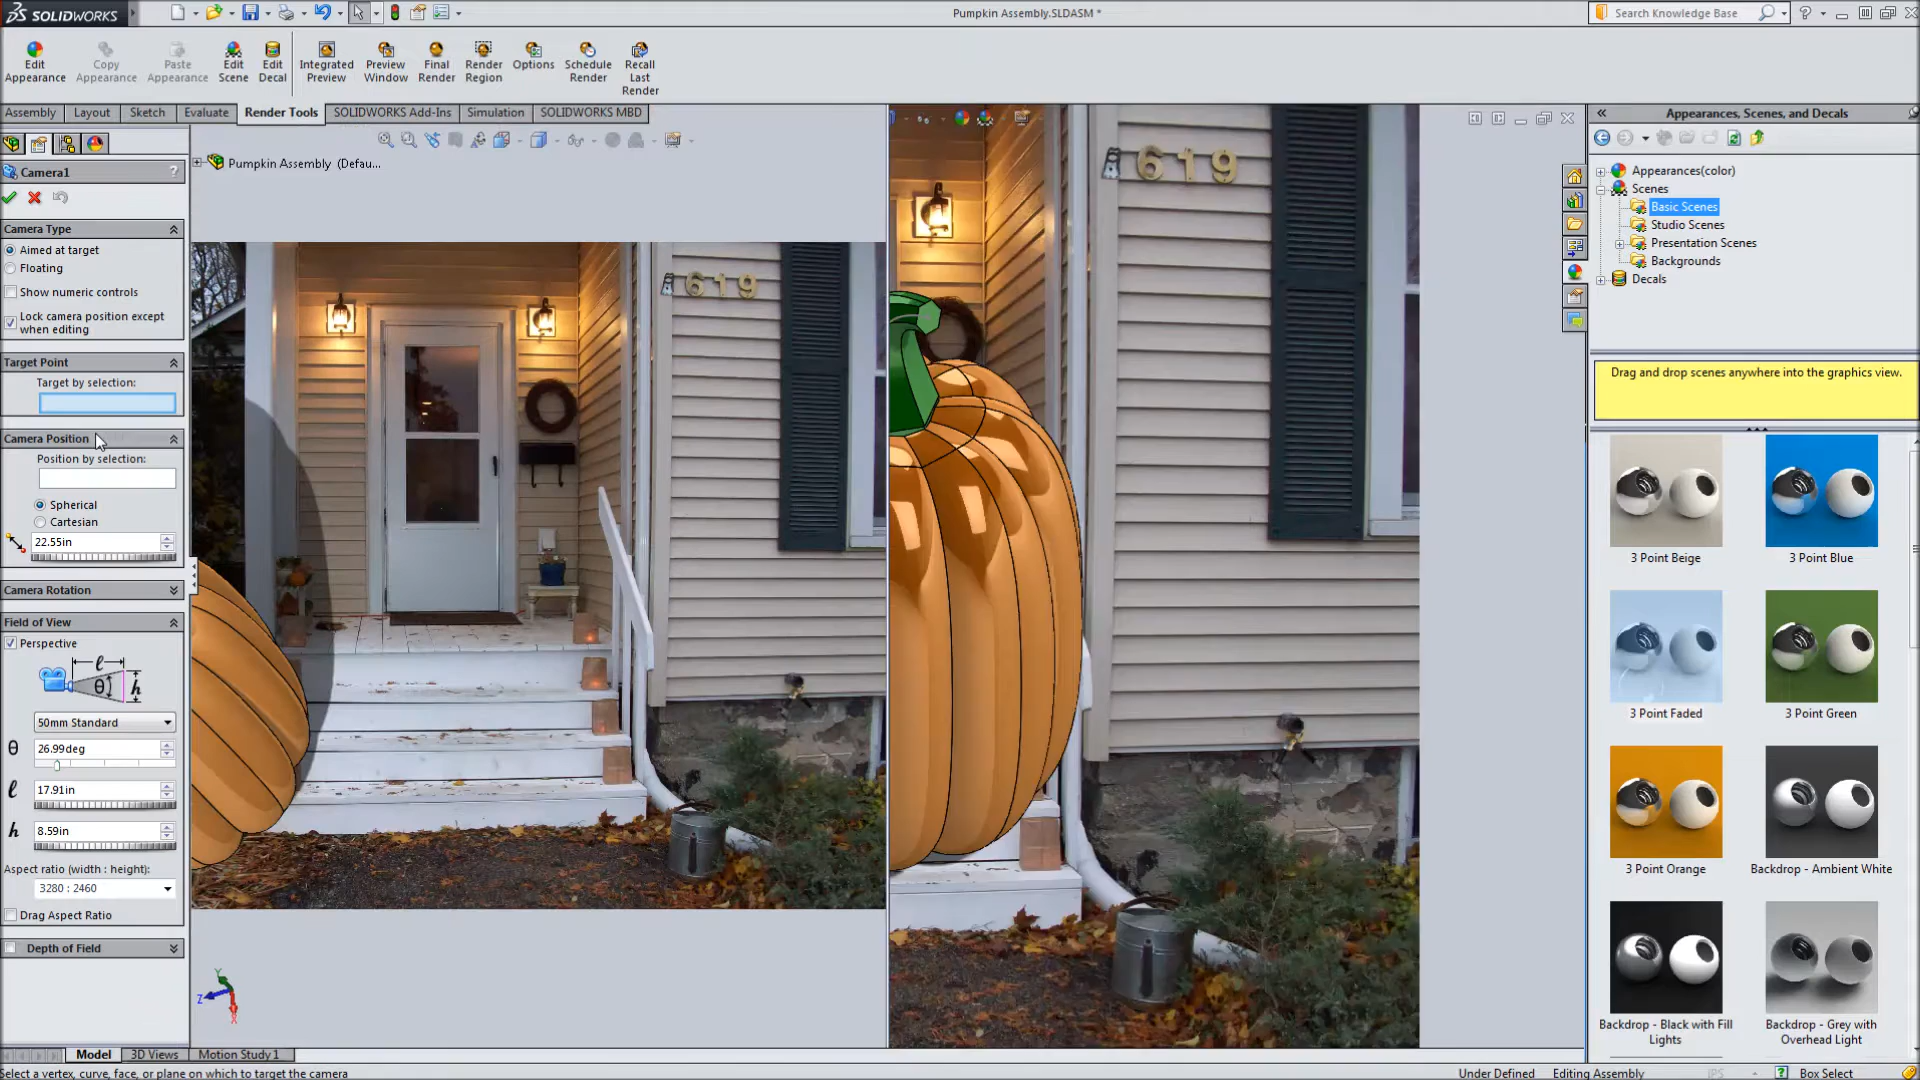 SOLIDWORKS
Pumpkin Assembly.SLDASM *
Search Knowledge Base
Edit Appearance
Copy Appearance
Paste Appearance
Edit Scene
Edit Decal
Integrated Preview
Preview Window
Final Render
Render Region
Options
Schedule Render
Recall Last Render
Assembly
Layout
Sketch
Evaluate
Render Tools
SOLIDWORKS Add-Ins
Simulation
SOLIDWORKS MBD
Camera1
?
Camera Type
Aimed at target
Floating
Show numeric controls
Lock camera position except
when editing
Target Point
Target by selection:
Camera Position
Position by selection:
Spherical
Cartesian
22.55in
Camera Rotation
Field of View
Perspective
ℓ
θ
h
50mm Standard
θ
26.99deg
ℓ
17.91in
h
8.59in
Aspect ratio (width : height):
3280 : 2460
Drag Aspect Ratio
Depth of Field
Pumpkin Assembly (Defau...
619
619
Y
Z
X
Appearances, Scenes, and Decals
Appearances(color)
Scenes
Basic Scenes
Studio Scenes
Presentation Scenes
Backgrounds
Decals
Drag and drop scenes anywhere into the graphics view.
3 Point Beige
3 Point Blue
3 Point Faded
3 Point Green
3 Point Orange
Backdrop - Ambient White
Backdrop - Black with Fill
Lights
Backdrop - Grey with
Overhead Light
Model
3D Views
Motion Study 1
Select a vertex, curve, face, or plane on which to target the camera
Under Defined
Editing Assembly
IPS
Box Select